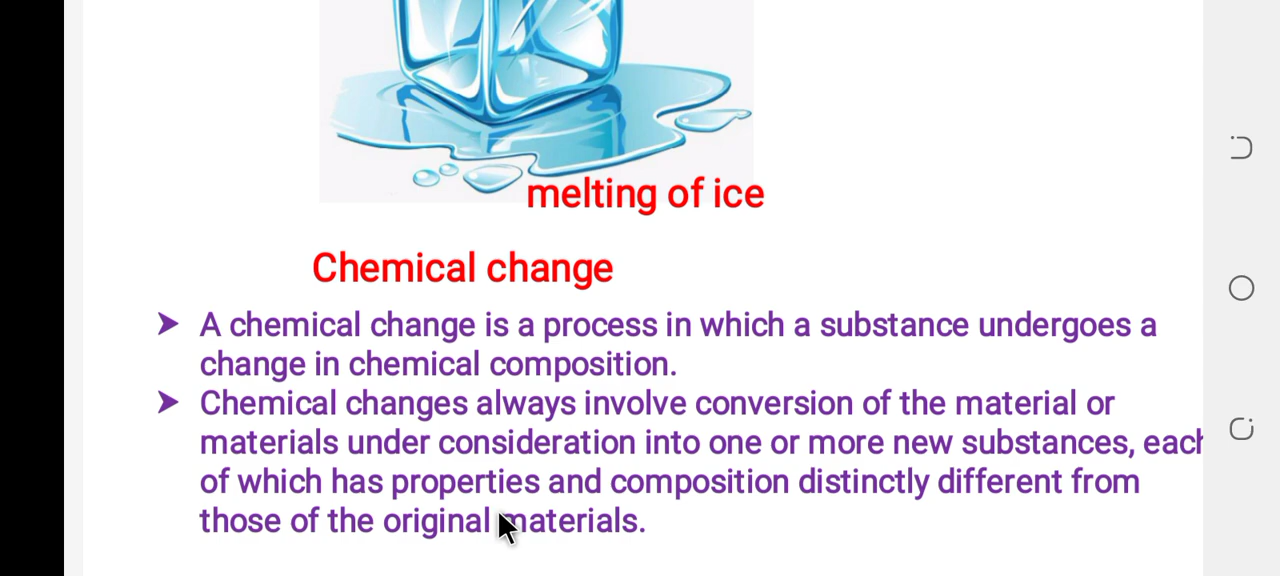 melting of ice
Chemical change
➤ A chemical change is a process in which a substance undergoes a
change in chemical composition.
➤ Chemical changes always involve conversion of the material or
materials under consideration into one or more new substances, each
of which has properties and composition distinctly different from
those of the original materials.